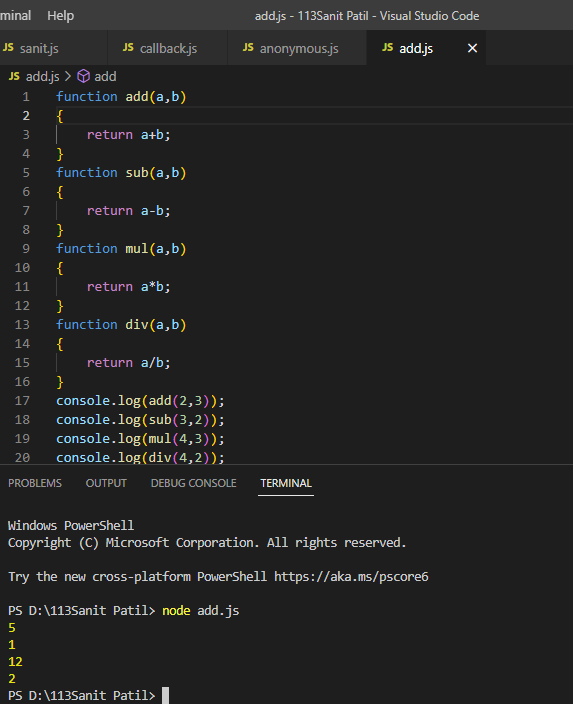 minal Help add.js - 113Sanit Patil - Visual Studio Code
JS sanit.js JS callback.js JS anonymous.js JS add.js ×
JS add.js > add
1 function add(a,b)
2 {
3 return a+b;
4 }
5 function sub(a,b)
6 {
7 return a-b;
8 }
9 function mul(a,b)
10 {
11 return a*b;
12 }
13 function div(a,b)
14 {
15 return a/b;
16 }
17 console.log(add(2,3));
18 console.log(sub(3,2));
19 console.log(mul(4,3));
20 console.log(div(4,2));
PROBLEMS OUTPUT DEBUG CONSOLE TERMINAL
Windows PowerShell
Copyright (C) Microsoft Corporation. All rights reserved.
Try the new cross-platform PowerShell https://aka.ms/pscore6
PS D:\113Sanit Patil> node add.js
5
1
12
2
PS D:\113Sanit Patil>